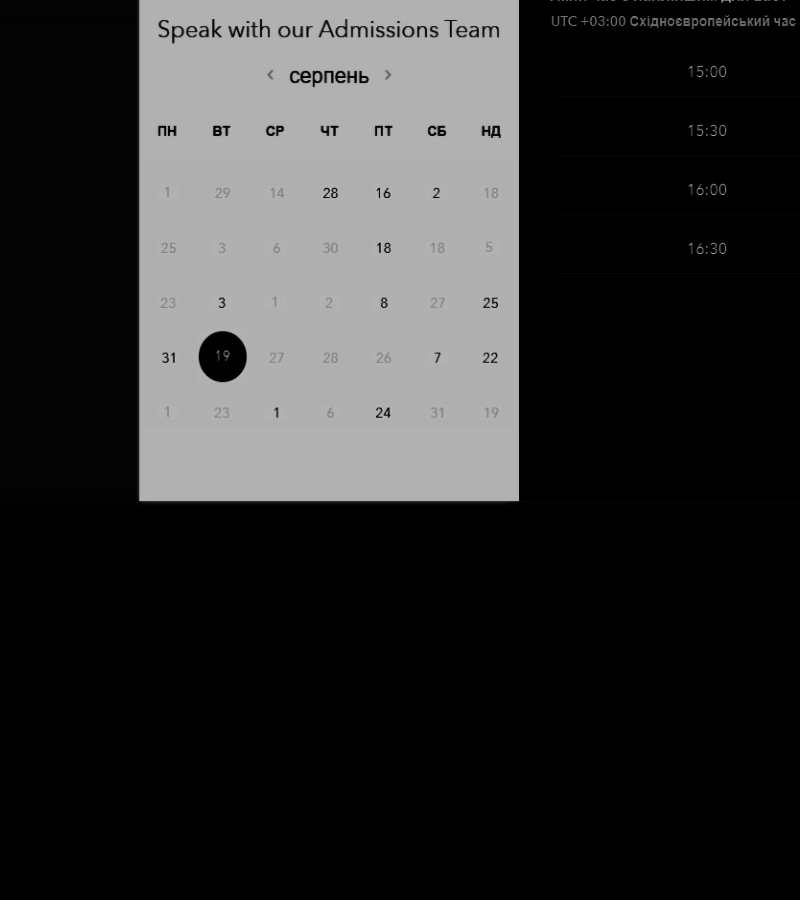 Speak with our Admissions Team
серпень
ПН ВТ СР ЧТ ПТ СБ НД
1 29 14 28 16 2 18
25 3 6 30 18 18 5
23 3 1 2 8 27 25
31 19 27 28 26 7 22
1 23 1 6 24 31 19
UTC +03:00 Східноєвропейський час
15:00
15:30
16:00
16:30